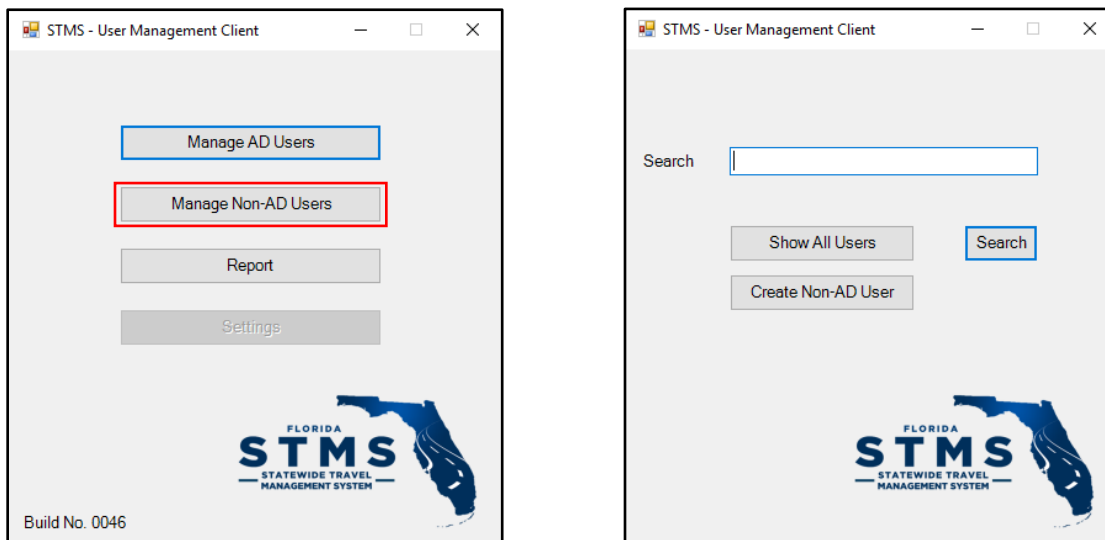 STMS - User Management Client
Manage AD Users
Manage Non-AD Users
Report
Settings
FLORIDA
STMS
STATEWIDE TRAVEL
MANAGEMENT SYSTEM
Build No. 0046
STMS - User Management Client
Search
Show All Users
Search
Create Non-AD User
FLORIDA
STMS
STATEWIDE TRAVEL
MANAGEMENT SYSTEM